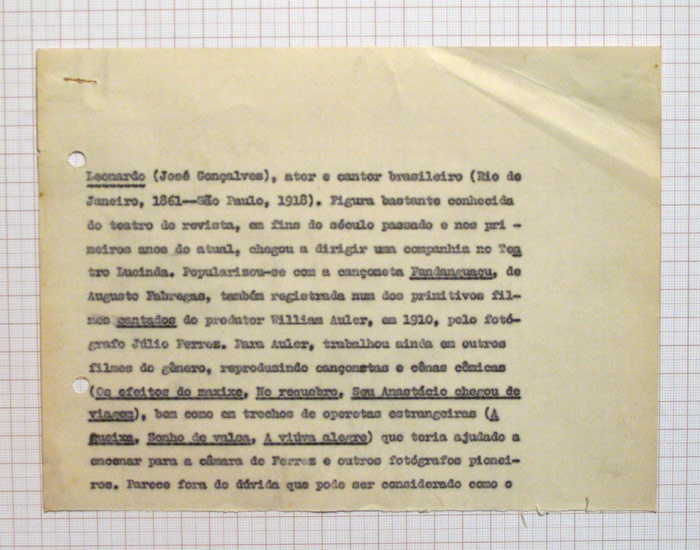 Leonardo (José Gonçalves), ator e cantor brasileiro (Rio de
Janeiro, 1861—São Paulo, 1918). Figura bastante conhecida
do teatro de revista, em fins do século passado e nos pri -
meiros anos do atual, chegou a dirigir uma companhia no Tea
tro Lucinda. Popularizou-se com a cançoneta Fandanguaçu, de
Augusto Fabregas, também registrada num dos primitivos fil-
mes cantados do produtor William Auler, em 1910, pelo fotó-
grafo Júlio Ferrez. Para Auler, trabalhou ainda em outros
filmes do gênero, reproduzindo cançonetas e cênas cômicas
(Os efeitos do maxixe, No requebro, Seu Anastácio chegou de
viagem), bem como em trechos de operetas estrangeiras (A
gueixa, Sonho de valsa, A viúva alegre) que teria ajudado a
encenar para a câmara de Ferrez e outros fotógrafos pionei-
ros. Parece fora de dúvida que pode ser considerado como o